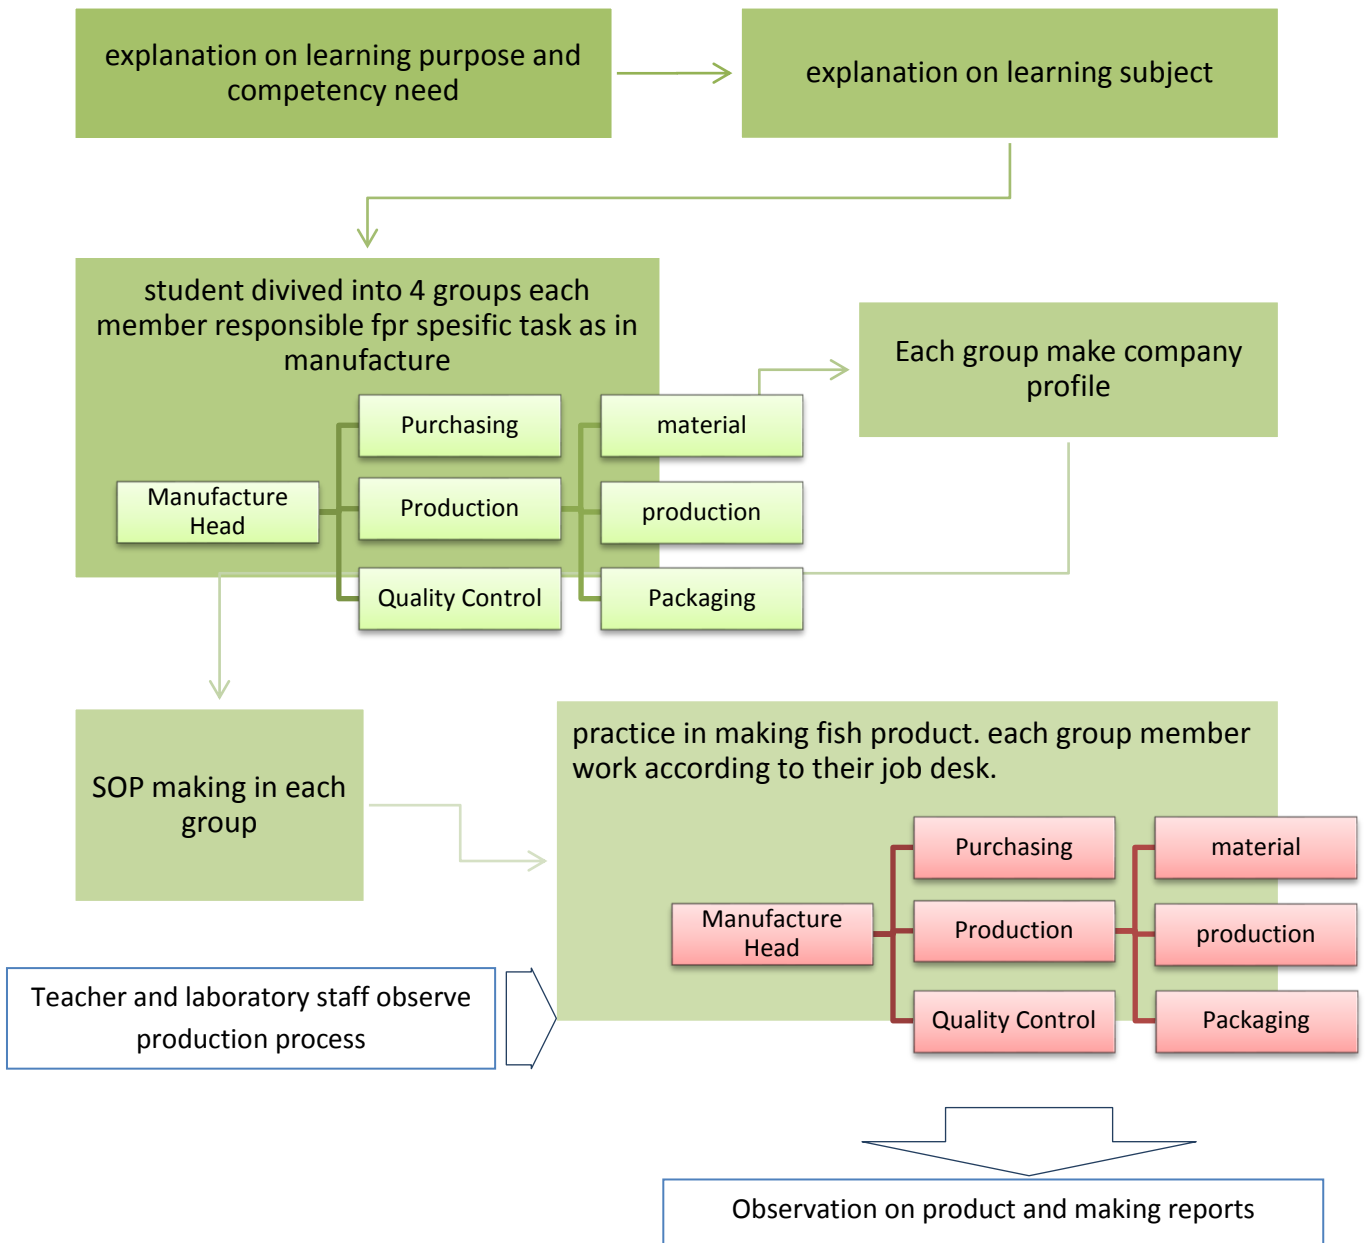 explanation on learning purpose and
competency need
explanation on learning subject
student divived into 4 groups each
member responsible fpr spesific task as in
manufacture
Manufacture
Head
Purchasing
Production
Quality Control
material
production
Packaging
Each group make company
profile
SOP making in each
group
practice in making fish product. each group member
work according to their job desk.
Manufacture
Head
Purchasing
Production
Quality Control
material
production
Packaging
Teacher and laboratory staff observe
production process
Observation on product and making reports